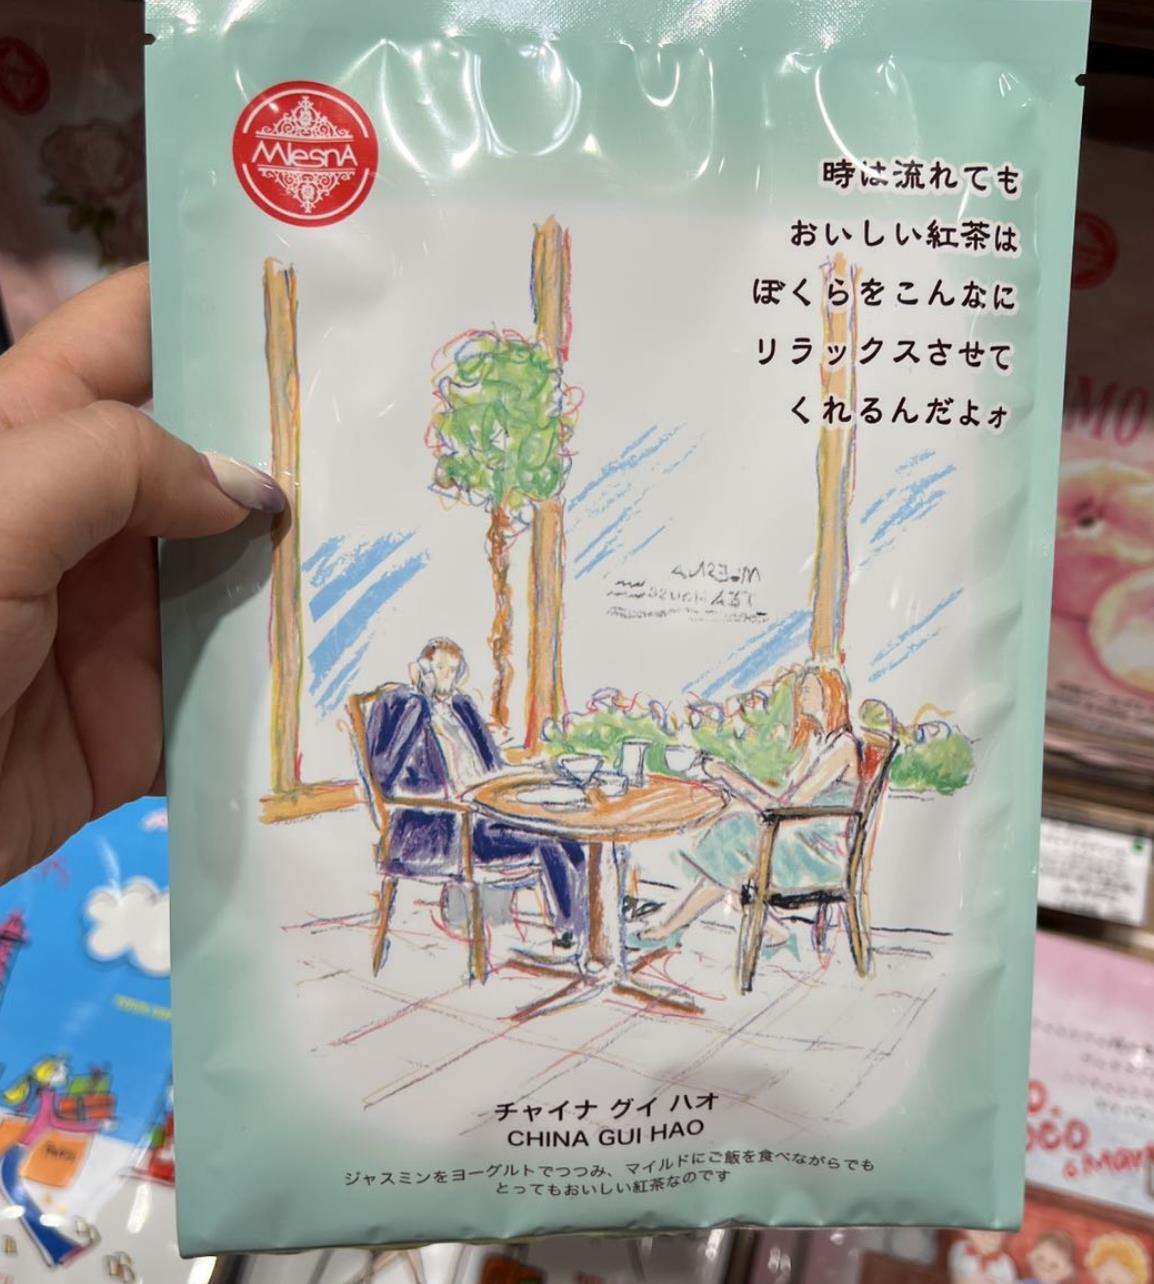 MlesnA
時は流れても
おいしい紅茶は
ぼくらをこんなに
リラックスさせて
くれるんだよォ
チャイナ グイ ハオ
CHINA GUI HAO
ジャスミンをヨーグルトでつつみ、マイルドにご飯を食べながらでも
とってもおいしい紅茶なのです